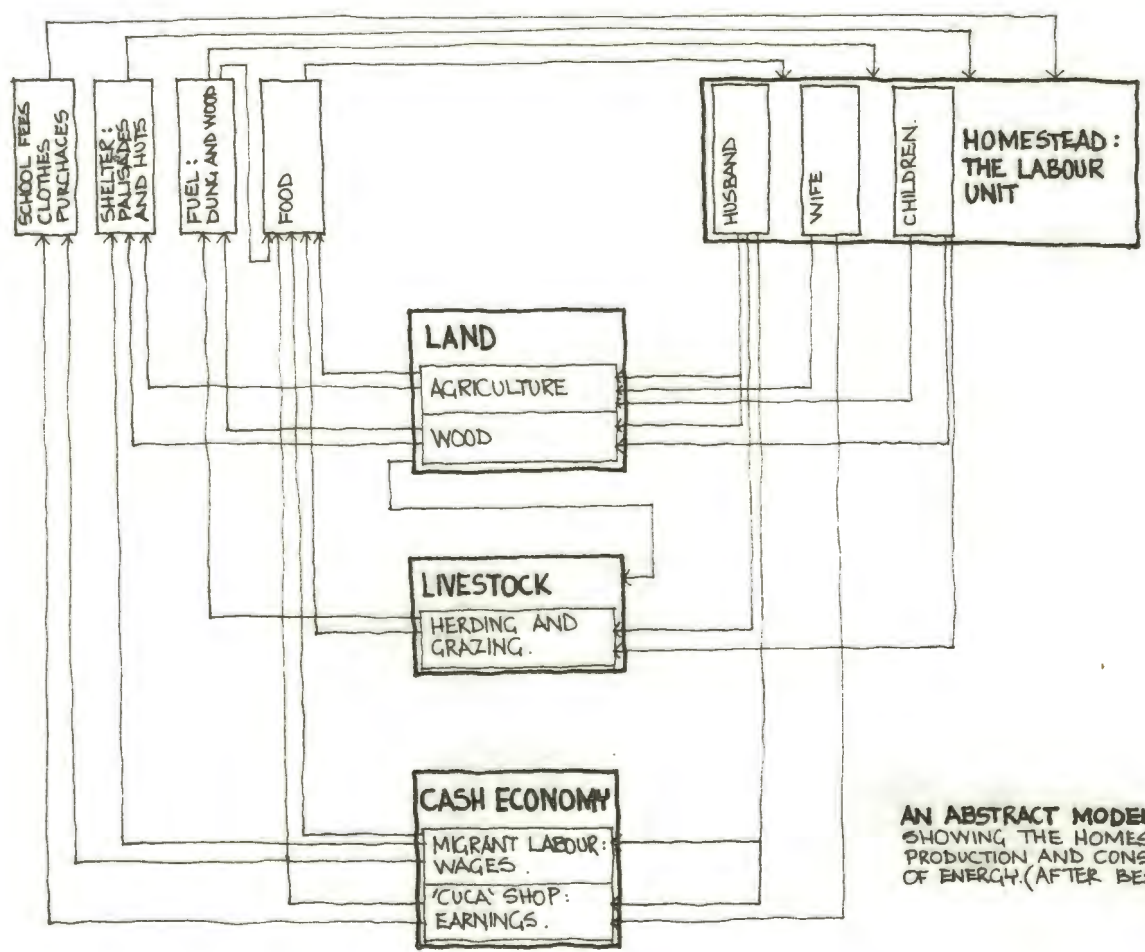 SCHOOL FEES
CLOTHES
PURCHACES
SHELTER:
PALISADES
AND HUTS
FUEL:
DUNG AND WOOD
FOOD
HUSBAND
WIFE
CHILDREN.
HOMESTEAD:
THE LABOUR
UNIT
LAND
AGRICULTURE
WOOD
LIVESTOCK
HERDING AND
GRAZING.
CASH ECONOMY
MIGRANT LABOUR:
WAGES.
'CUCA' SHOP:
EARNINGS.
AN ABSTRACT MODEL
SHOWING THE HOMES
PRODUCTION AND CONS
OF ENERGY. (AFTER BES